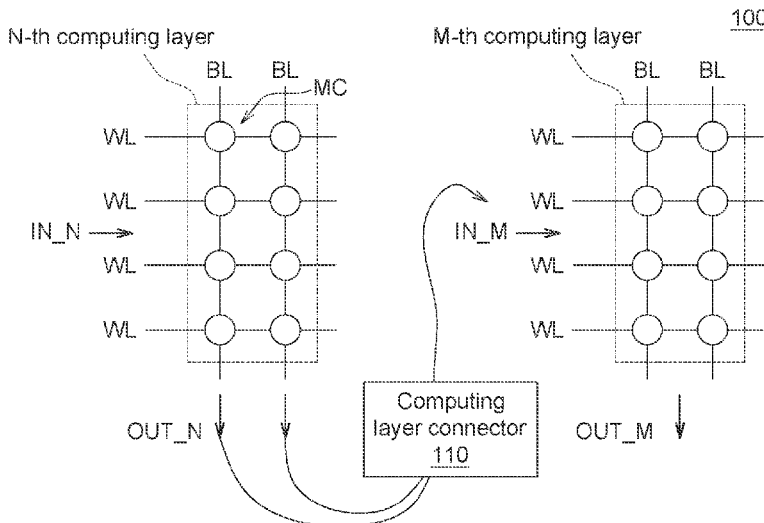 100
N-th computing layer
M-th computing layer
BL BL
BL BL
MC
WL
WL
WL
WL
IN_N
WL
WL
WL
WL
IN_M
OUT_N
Computing
layer connector
110
OUT_M